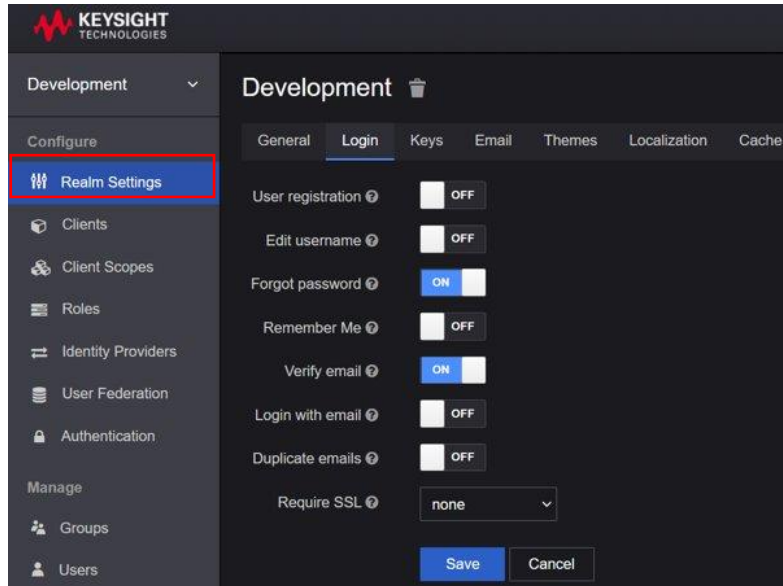 KEYSIGHT
TECHNOLOGIES
Development
Configure
Realm Settings
Clients
Client Scopes
Roles
Identity Providers
User Federation
Authentication
Manage
Groups
Users
Development
General Login Keys Email Themes Localization Cache
User registration OFF
Edit username OFF
Forgot password ON
Remember Me OFF
Verify email ON
Login with email OFF
Duplicate emails OFF
Require SSL none
Save Cancel